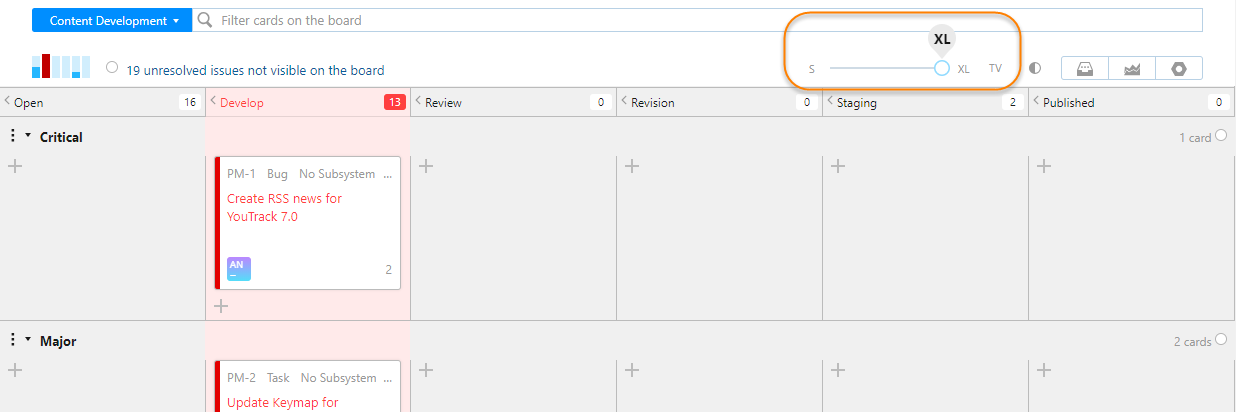 Content Development
Filter cards on the board
XL
19 unresolved issues not visible on the board
S XL TV
Open 16 Develop 13 Review 0 Revision 0 Staging 2 Published 0
Critical 1 card
PM-1 Bug No Subsystem ...
Create RSS news for
YouTrack 7.0
AN 2
Major 2 cards
PM-2 Task No Subsystem ...
Update Keymap for